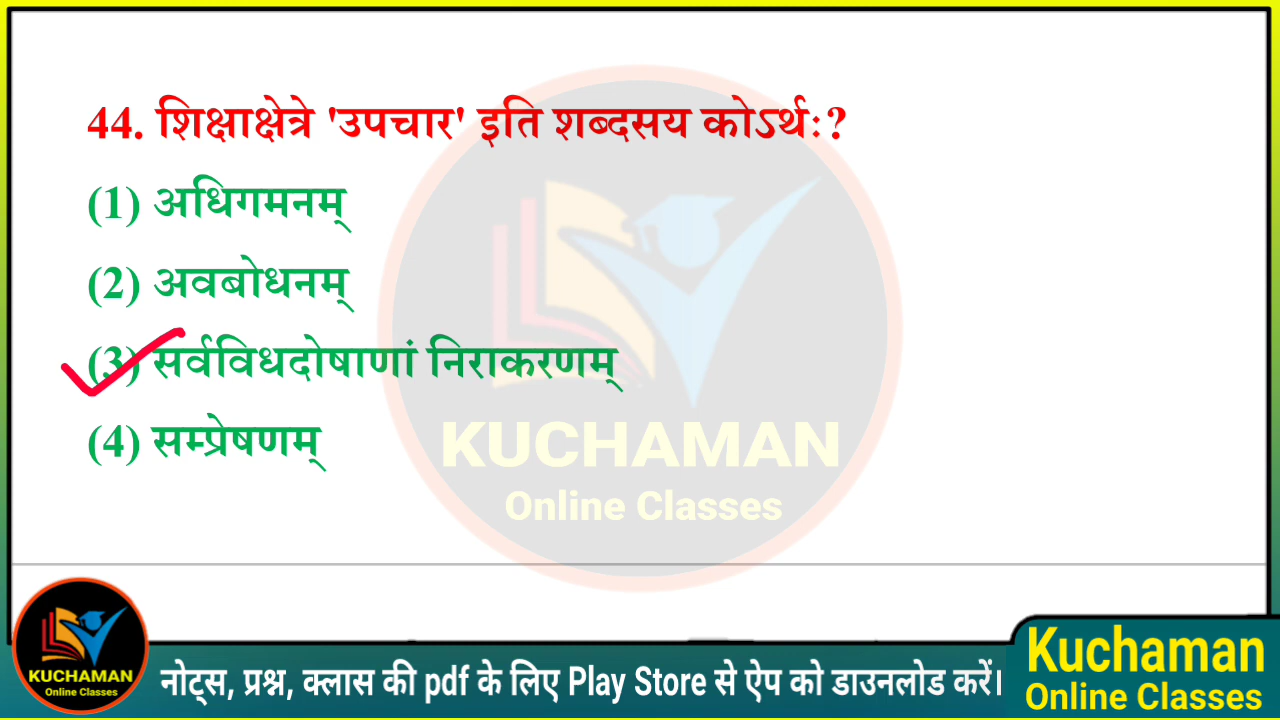 44. शिक्षाक्षेत्रे 'उपचार' इति शब्दसय कोऽर्थः?
(1) अधिगमनम्
(2) अवबोधनम्
(3) सर्वविधदोषाणां निराकरणम्
(4) सम्प्रेषणम्
KUCHAMAN
Online Classes
KUCHAMAN
Online Classes
नोट्स, प्रश्न, क्लास की pdf के लिए Play Store से ऐप को डाउनलोड करें।
Kuchaman
Online Classes